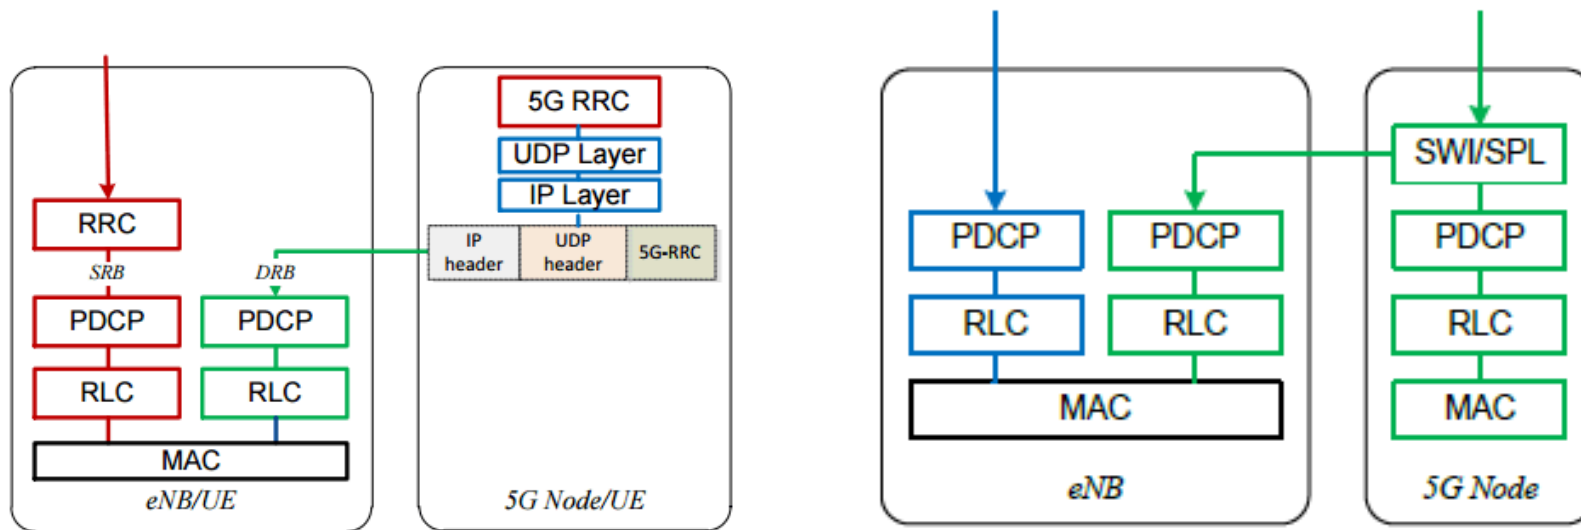 5G RRC
UDP Layer
IP Layer
RRC
IP
header
UDP
header
5G-RRC
SRB
DRB
PDCP
PDCP
RLC
RLC
MAC
eNB/UE
5G Node/UE
SWI/SPL
PDCP
PDCP
PDCP
RLC
RLC
RLC
MAC
MAC
eNB
5G Node